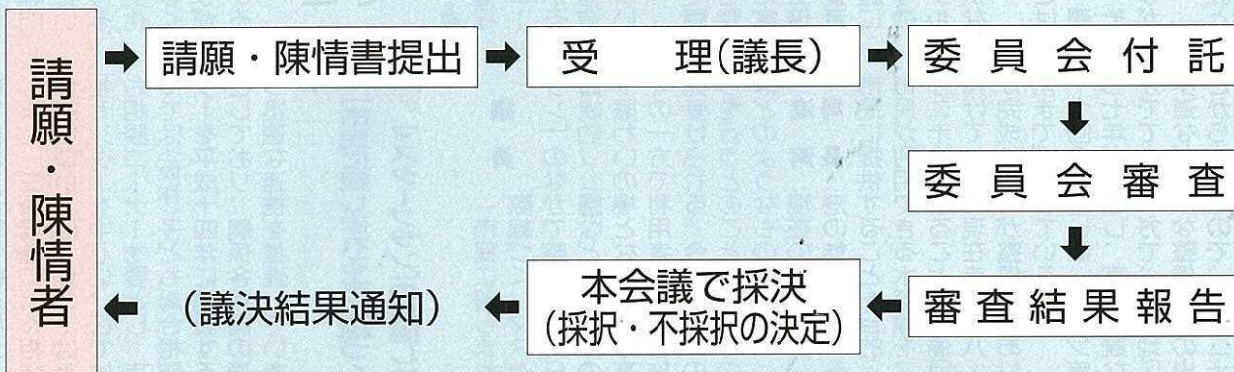 請願・陳情者
請願・陳情書提出
受理(議長)
委員会付託
委員会審査
審査結果報告
本会議で採決
(採択・不採択の決定)
(議決結果通知)